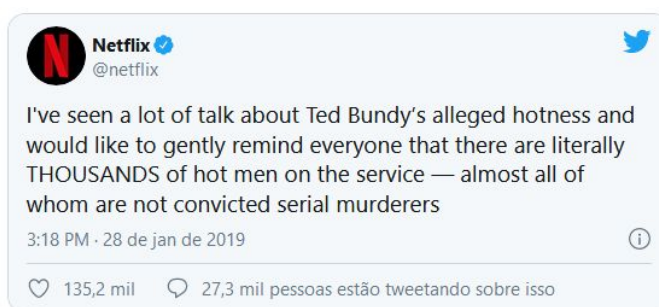 Netflix
@netflix
I've seen a lot of talk about Ted Bundy’s alleged hotness and
would like to gently remind everyone that there are literally
THOUSANDS of hot men on the service — almost all of
whom are not convicted serial murderers
3:18 PM · 28 de jan de 2019
135,2 mil 27,3 mil pessoas estão tweetando sobre isso